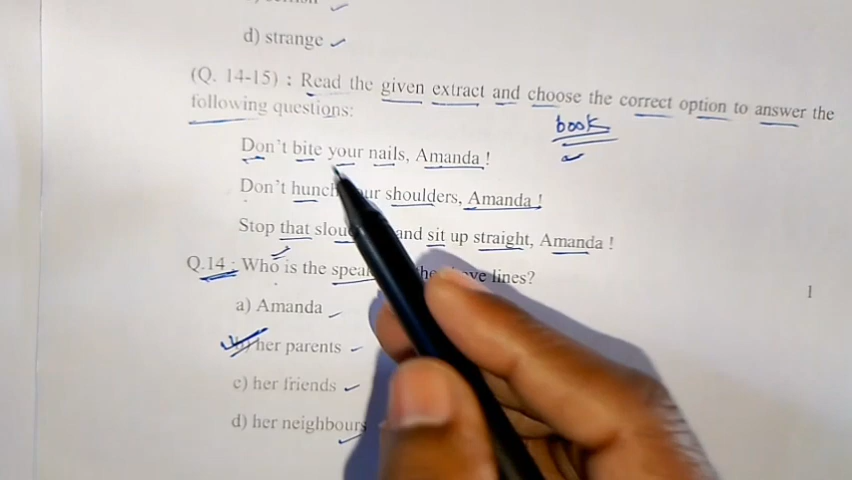 d) strange
(Q. 14-15) : Read the given extract and choose the correct option to answer the
following questions:
book
Don't bite your nails, Amanda !
Don't hunch your shoulders, Amanda !
Stop that and sit up straight, Amanda !
Q.14 : Who is the lines?
1
a) Amanda
b) her parents
c) her friends
d) her neighbours